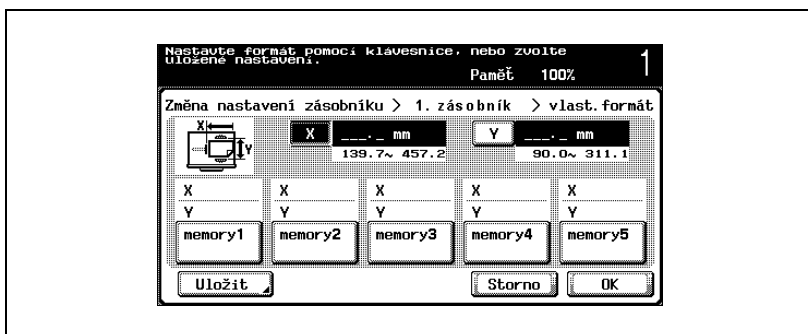 Nastavte formát pomocí klávesnice, nebo zvolte
uložené nastavení.
Paměť 100% 1
Změna nastavení zásobníku > 1. zásobník > vlast.formát
X X ___._ mm Y ___._ mm
Y 139.7~ 457.2 90.0~ 311.1
X X X X X
Y Y Y Y Y
memory1 memory2 memory3 memory4 memory5
Uložit Storno OK